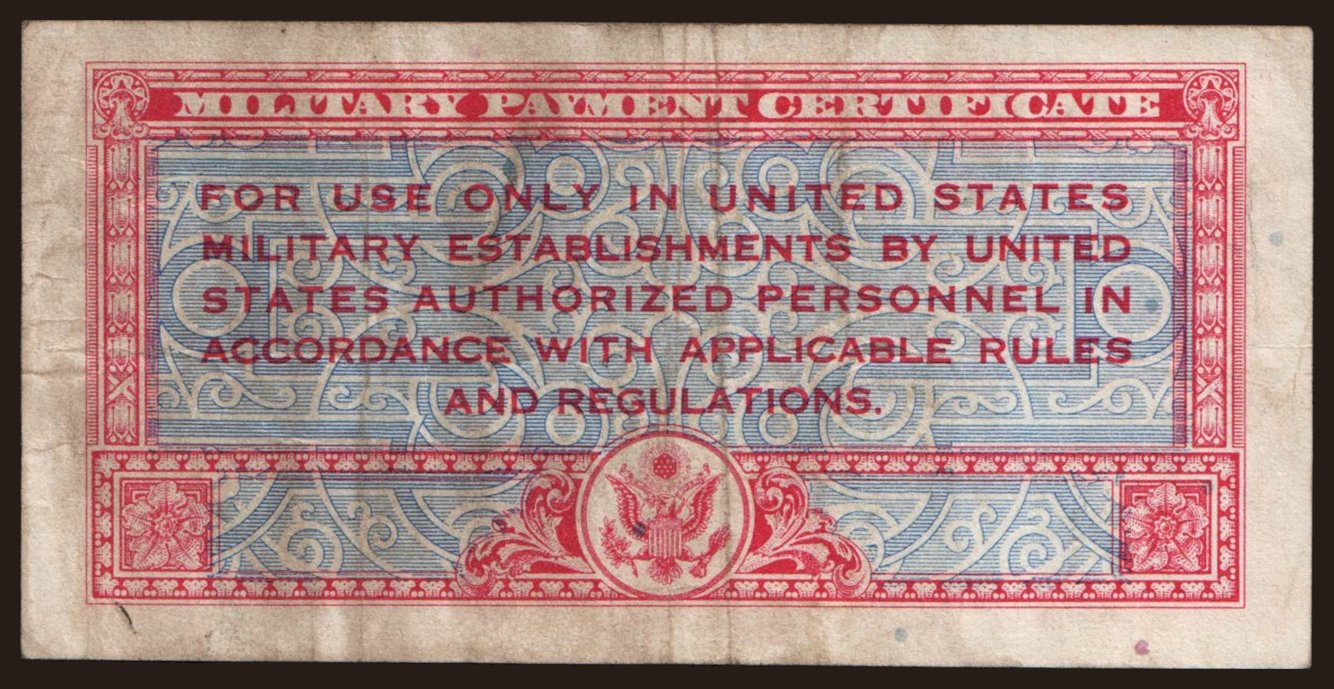 MILITARY PAYMENT CERTIFICATE
FOR USE ONLY IN UNITED STATES
MILITARY ESTABLISHMENTS BY UNITED
STATES AUTHORIZED PERSONNEL IN
ACCORDANCE WITH APPLICABLE RULES
AND REGULATIONS.